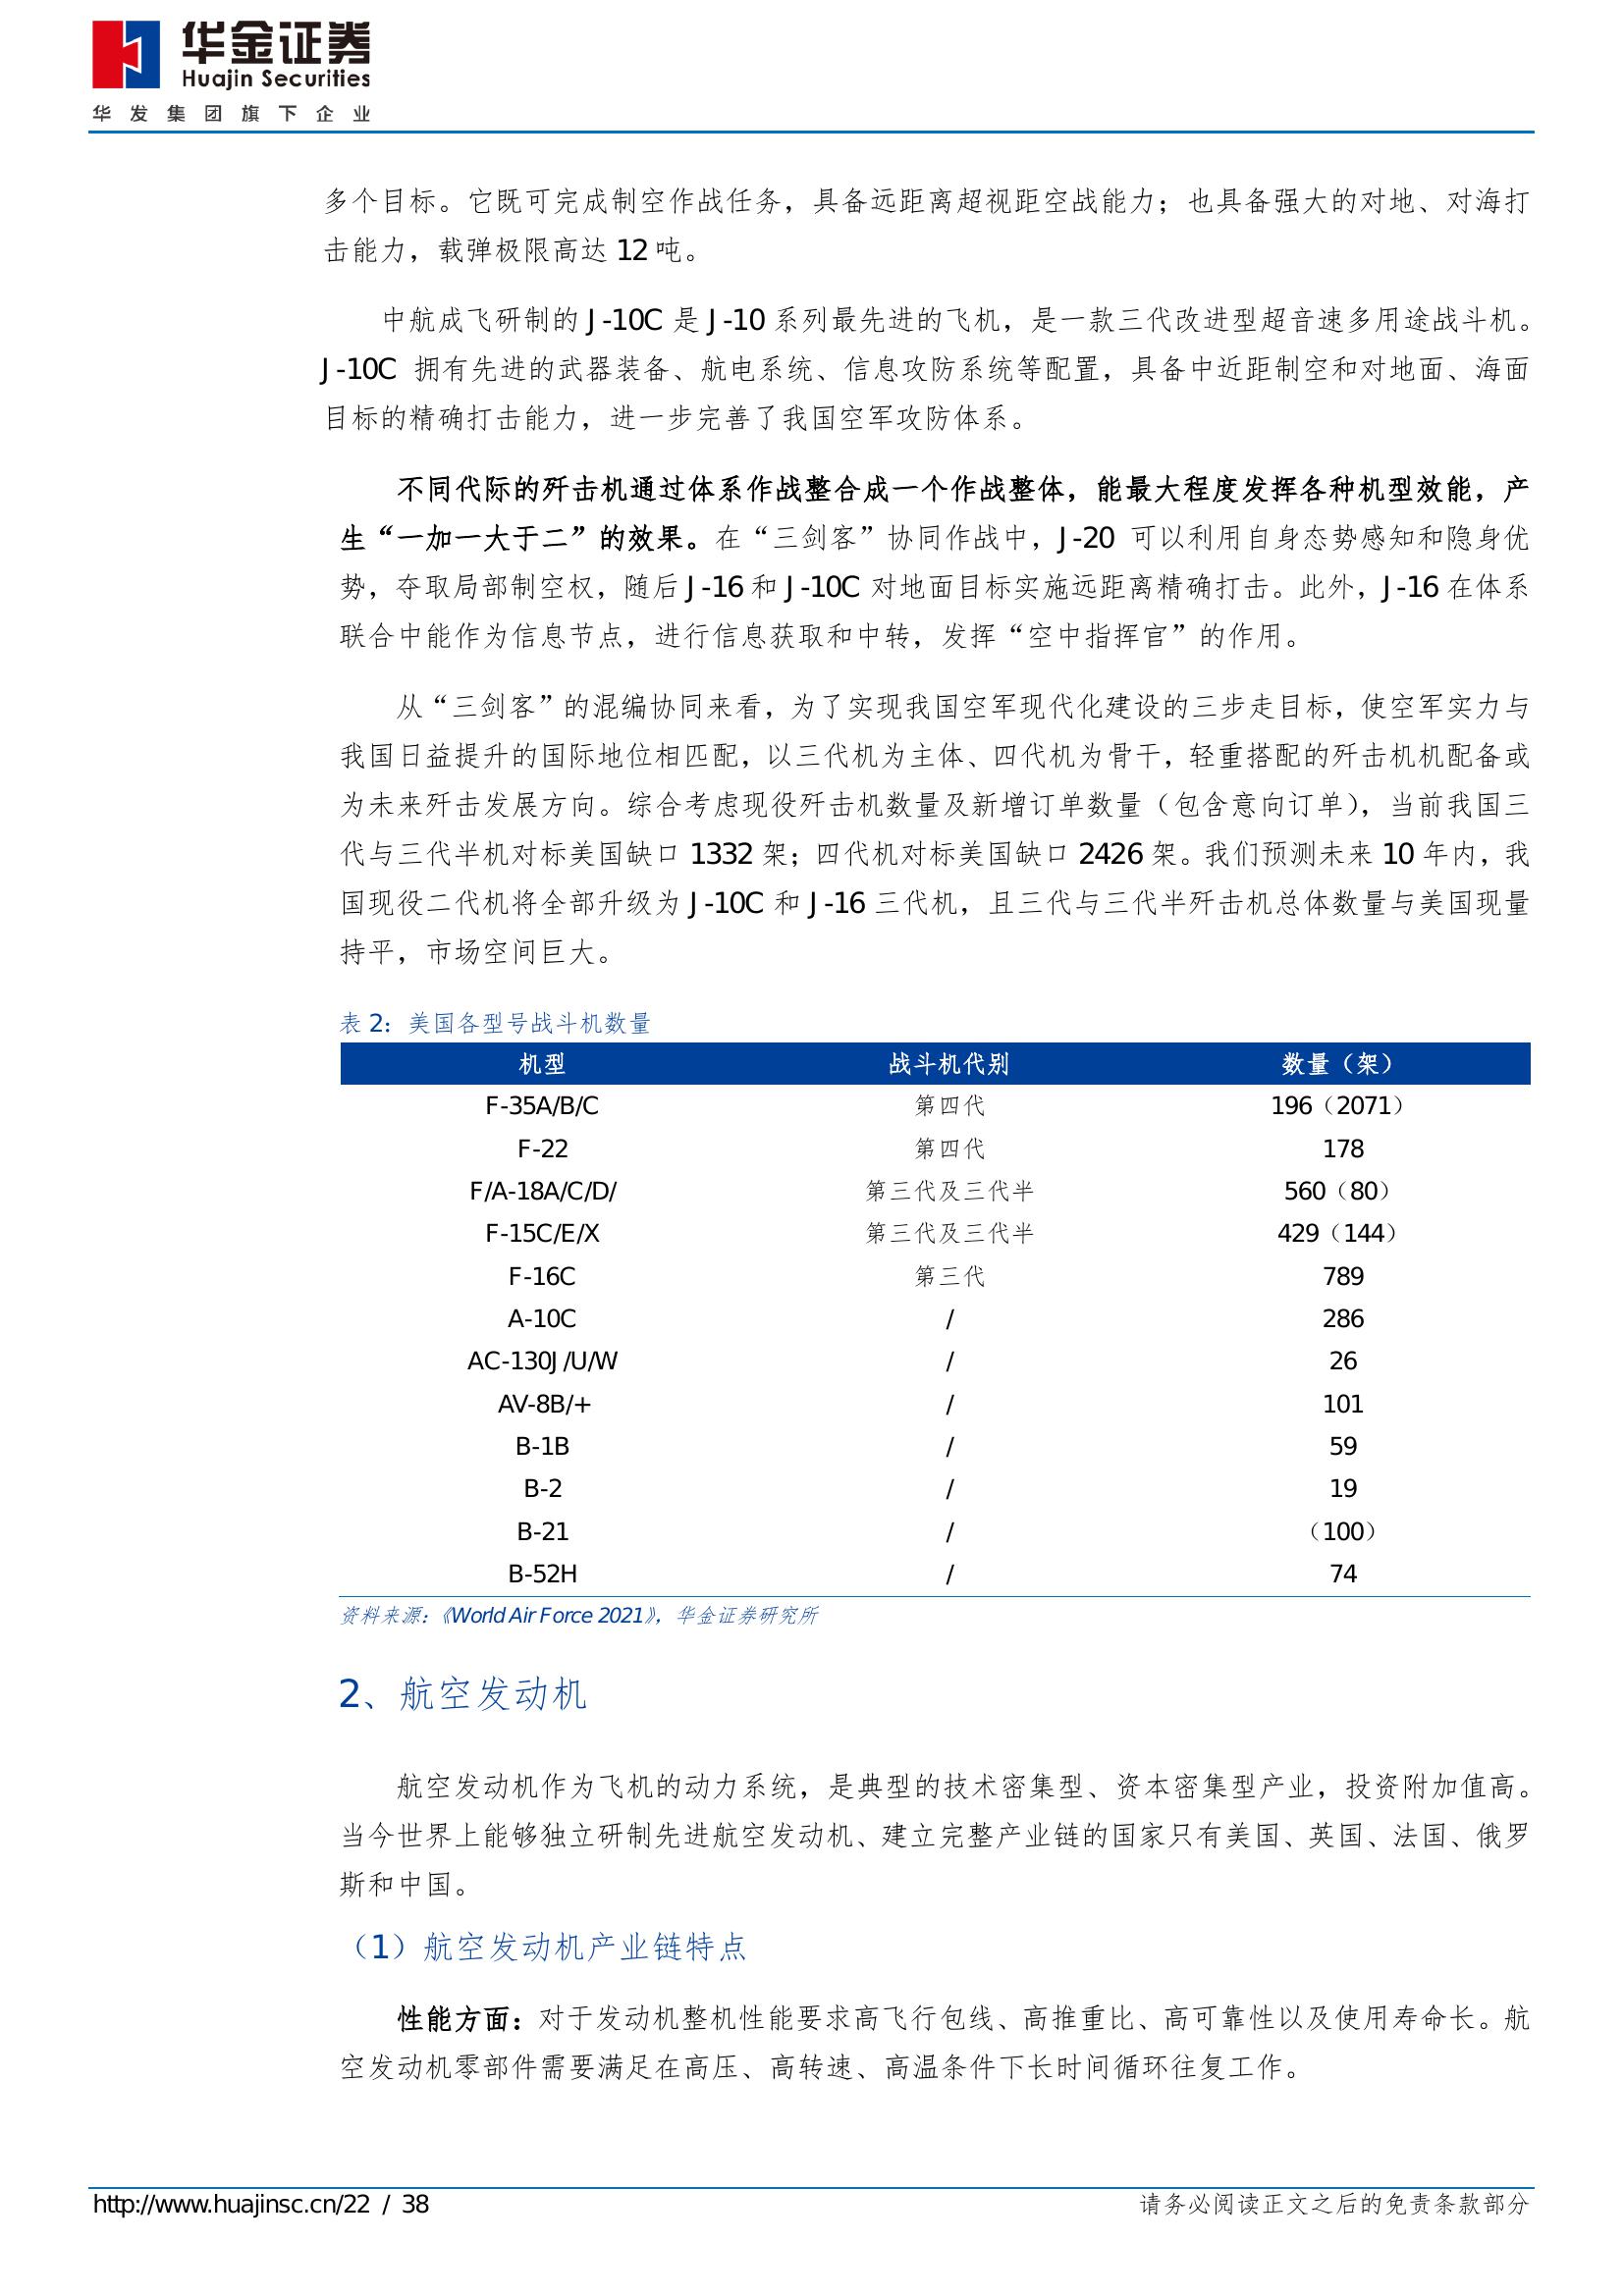 华金证券
Huajin Securities
华发集团旗下企业
多个目标。它既可完成制空作战任务，具备远距离超视距空战能力；也具备强大的对地、对海打
击能力，载弹极限高达 12 吨。
中航成飞研制的 J-10C 是 J-10 系列最先进的飞机，是一款三代改进型超音速多用途战斗机。
J-10C 拥有先进的武器装备、航电系统、信息攻防系统等配置，具备中近距制空和对地面、海面
目标的精确打击能力，进一步完善了我国空军攻防体系。
不同代际的歼击机通过体系作战整合成一个作战整体，能最大程度发挥各种机型效能，产
生“一加一大于二”的效果。在“三剑客”协同作战中，J-20 可以利用自身态势感知和隐身优
势，夺取局部制空权，随后 J-16 和 J-10C 对地面目标实施远距离精确打击。此外，J-16 在体系
联合中能作为信息节点，进行信息获取和中转，发挥“空中指挥官”的作用。
从“三剑客”的混编协同来看，为了实现我国空军现代化建设的三步走目标，使空军实力与
我国日益提升的国际地位相匹配，以三代机为主体、四代机为骨干，轻重搭配的歼击机机配备或
为未来歼击发展方向。综合考虑现役歼击机数量及新增订单数量（包含意向订单），当前我国三
代与三代半机对标美国缺口 1332 架；四代机对标美国缺口 2426 架。我们预测未来 10 年内，我
国现役二代机将全部升级为 J-10C 和 J-16 三代机，且三代与三代半歼击机总体数量与美国现量
持平，市场空间巨大。
表 2：美国各型号战斗机数量
机型 战斗机代别 数量（架）
F-35A/B/C 第四代 196（2071）
F-22 第四代 178
F/A-18A/C/D/ 第三代及三代半 560（80）
F-15C/E/X 第三代及三代半 429（144）
F-16C 第三代 789
A-10C / 286
AC-130J/U/W / 26
AV-8B/+ / 101
B-1B / 59
B-2 / 19
B-21 / （100）
B-52H / 74
资料来源：《World Air Force 2021》，华金证券研究所
2、航空发动机
航空发动机作为飞机的动力系统，是典型的技术密集型、资本密集型产业，投资附加值高。
当今世界上能够独立研制先进航空发动机、建立完整产业链的国家只有美国、英国、法国、俄罗
斯和中国。
（1）航空发动机产业链特点
性能方面：对于发动机整机性能要求高飞行包线、高推重比、高可靠性以及使用寿命长。航
空发动机零部件需要满足在高压、高转速、高温条件下长时间循环往复工作。
http://www.huajinsc.cn/22 / 38 请务必阅读正文之后的免责条款部分